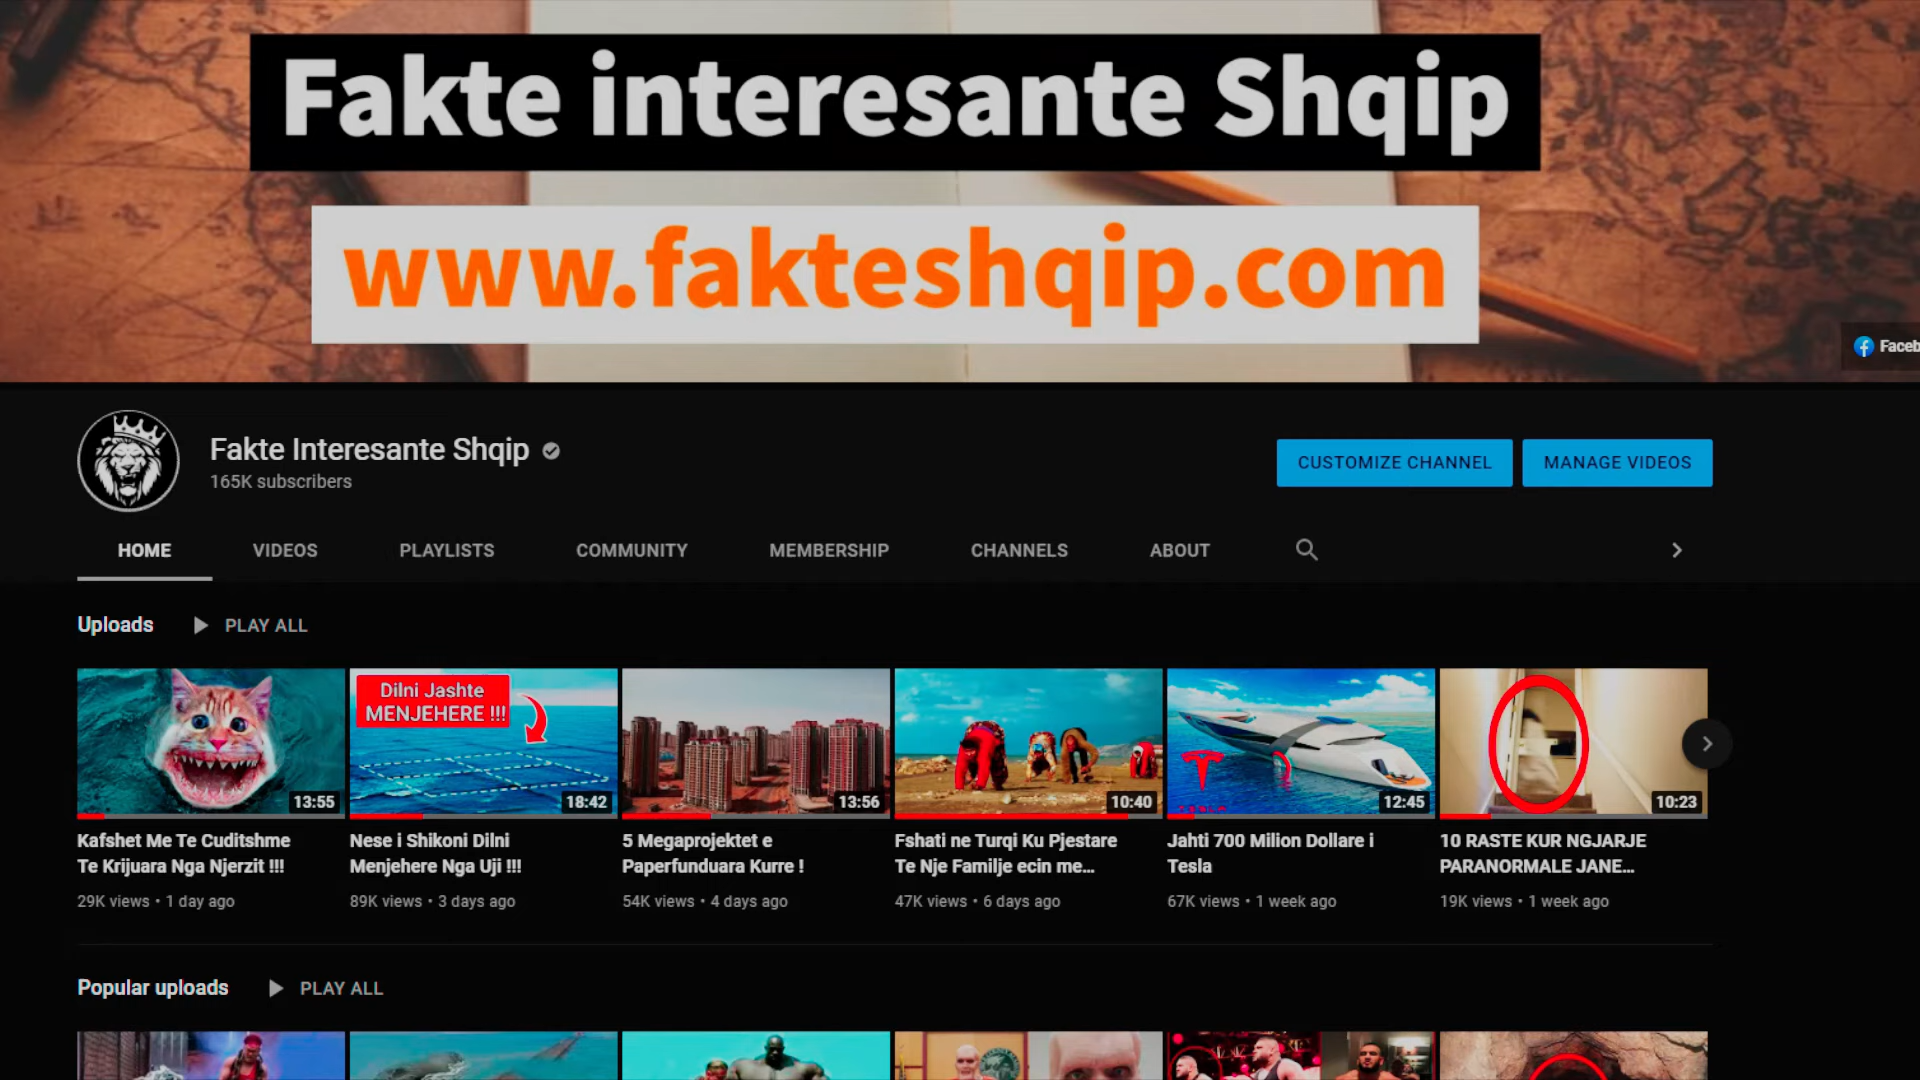 Fakte interesante Shqip
www.fakteshqip.com
Faceb
Fakte Interesante Shqip
165K subscribers
CUSTOMIZE CHANNEL
MANAGE VIDEOS
HOME
VIDEOS
PLAYLISTS
COMMUNITY
MEMBERSHIP
CHANNELS
ABOUT
Uploads
PLAY ALL
13:55
Kafshet Me Te Cuditshme
Te Krijuara Nga Njerzit !!!
29K views • 1 day ago
Dilni Jashte
MENJEHERE !!!
18:42
Nese i Shikoni Dilni
Menjehere Nga Uji !!!
89K views • 3 days ago
13:56
5 Megaprojektet e
Paperfunduara Kurre !
54K views • 4 days ago
10:40
Fshati ne Turqi Ku Pjestare
Te Nje Familje ecin me...
47K views • 6 days ago
12:45
Jahti 700 Milion Dollare i
Tesla
67K views • 1 week ago
10:23
10 RASTE KUR NGJARJE
PARANORMALE JANE...
19K views • 1 week ago
Popular uploads
PLAY ALL